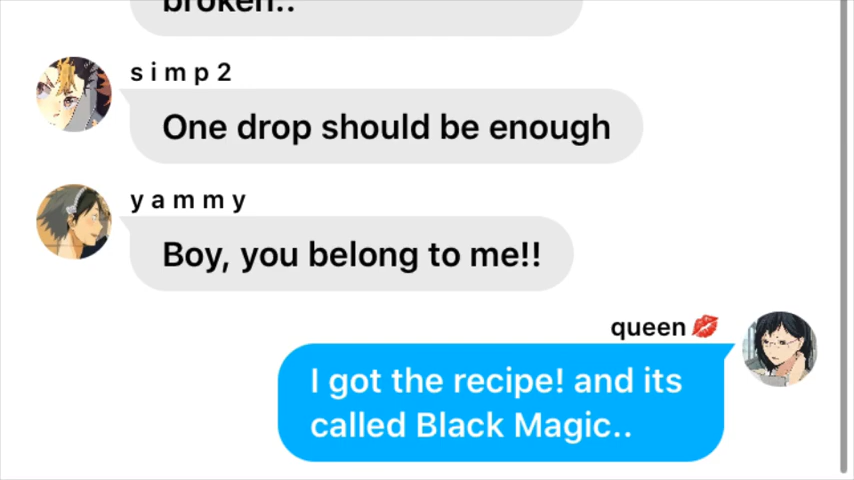 broken..
s i m p 2
One drop should be enough
y a m m y
Boy, you belong to me!!
queen 💋
I got the recipe! and its
called Black Magic..